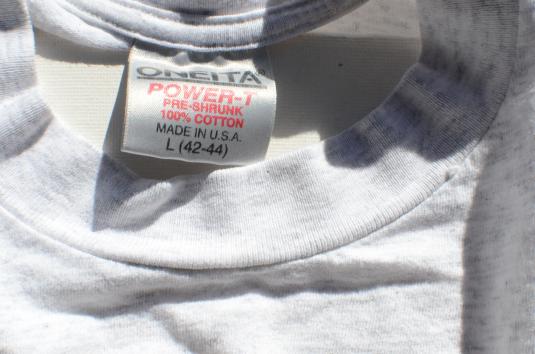 ONEITA
POWER-T
PRE-SHRUNK
100% COTTON
MADE IN U.S.A.
L (42-44)